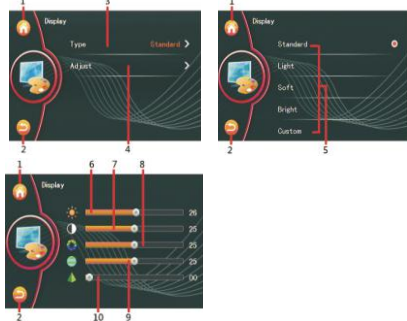 1 3
Display
Type Standard
Adjust
2 4
1
Display
Standard
Light
Soft
Bright
Custom
2 5
1 6 7 8
Display
26
25
25
29
00
2 10 9